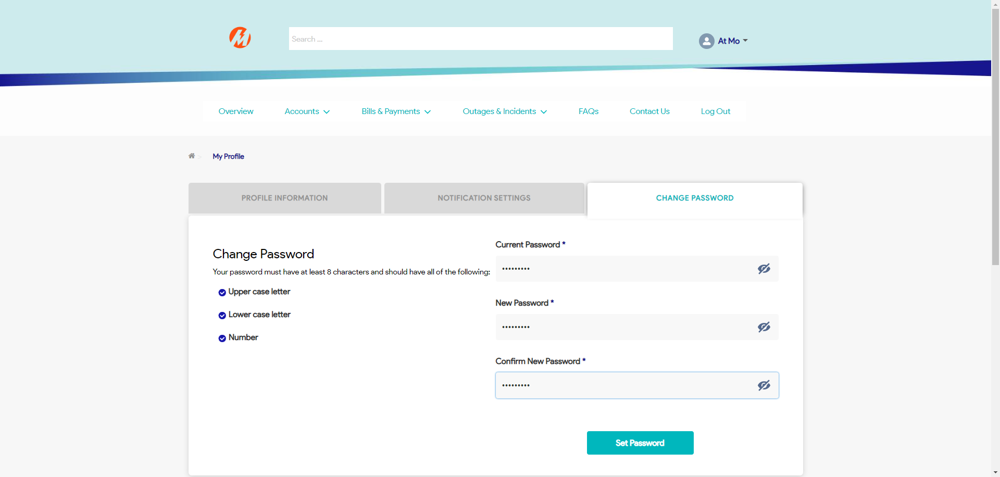 Search ...
At Mo
Overview
Accounts
Bills & Payments
Outages & Incidents
FAQs
Contact Us
Log Out
> My Profile
PROFILE INFORMATION
NOTIFICATION SETTINGS
CHANGE PASSWORD
Change Password
Your password must have at least 8 characters and should have all of the following:
Upper case letter
Lower case letter
Number
Current Password *
•••••••••
New Password *
•••••••••
Confirm New Password *
•••••••••
Set Password